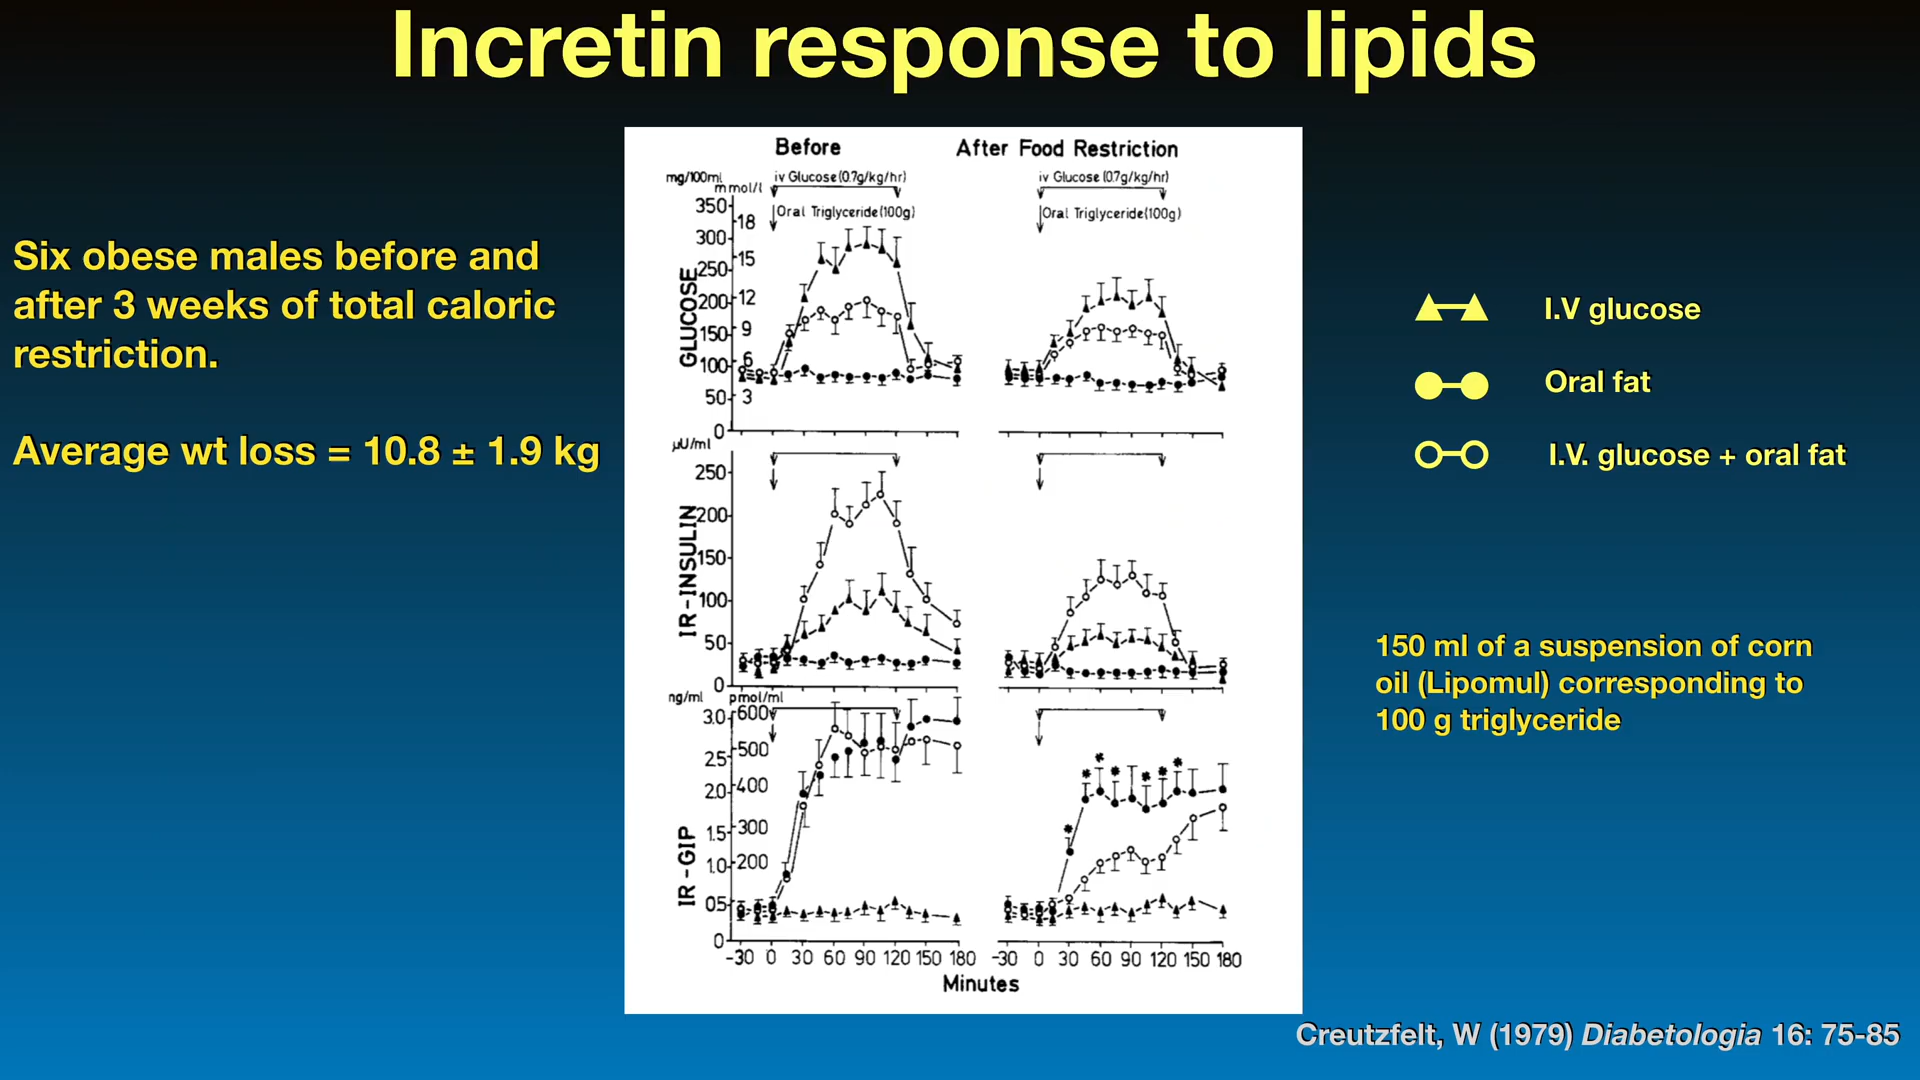 Incretin response to lipids
Six obese males before and
after 3 weeks of total caloric
restriction.
Average wt loss = 10.8 ± 1.9 kg
Before
After Food Restriction
mg/100ml
mmol/l
iv Glucose (0.7g/kg/hr)
iv Glucose (0.7g/kg/hr)
Oral Triglyceride (100g)
Oral Triglyceride (100g)
GLUCOSE
350
300
250
200
150
100
50
0
18
15
12
9
6
3
µU/ml
IR-INSULIN
250
200
150
100
50
0
ng/ml
pmol/ml
IR-GIP
3.0
2.5
2.0
1.5
1.0
0.5
0
600
500
400
300
200
* * * * * * *
-30 0 30 60 90 120 150 180
-30 0 30 60 90 120 150 180
Minutes
I.V glucose
Oral fat
I.V. glucose + oral fat
150 ml of a suspension of corn
oil (Lipomul) corresponding to
100 g triglyceride
Creutzfelt, W (1979) Diabetologia 16: 75-85